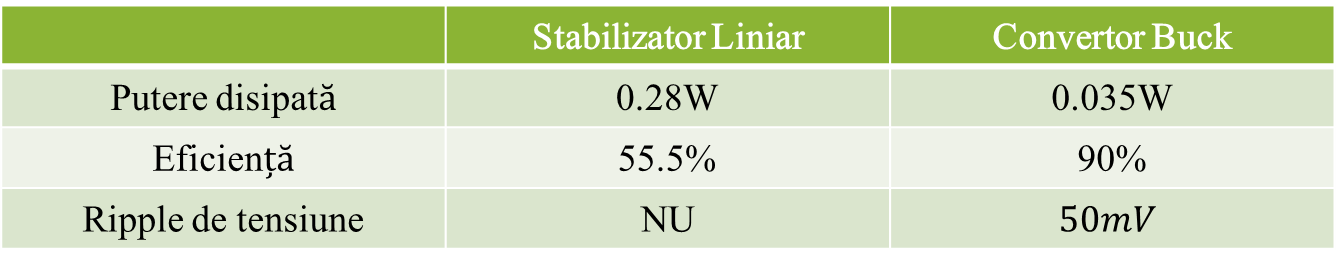 Stabilizator Liniar Convertor Buck
Putere disipată 0.28W 0.035W
Eficiență 55.5% 90%
Ripple de tensiune NU 50mV